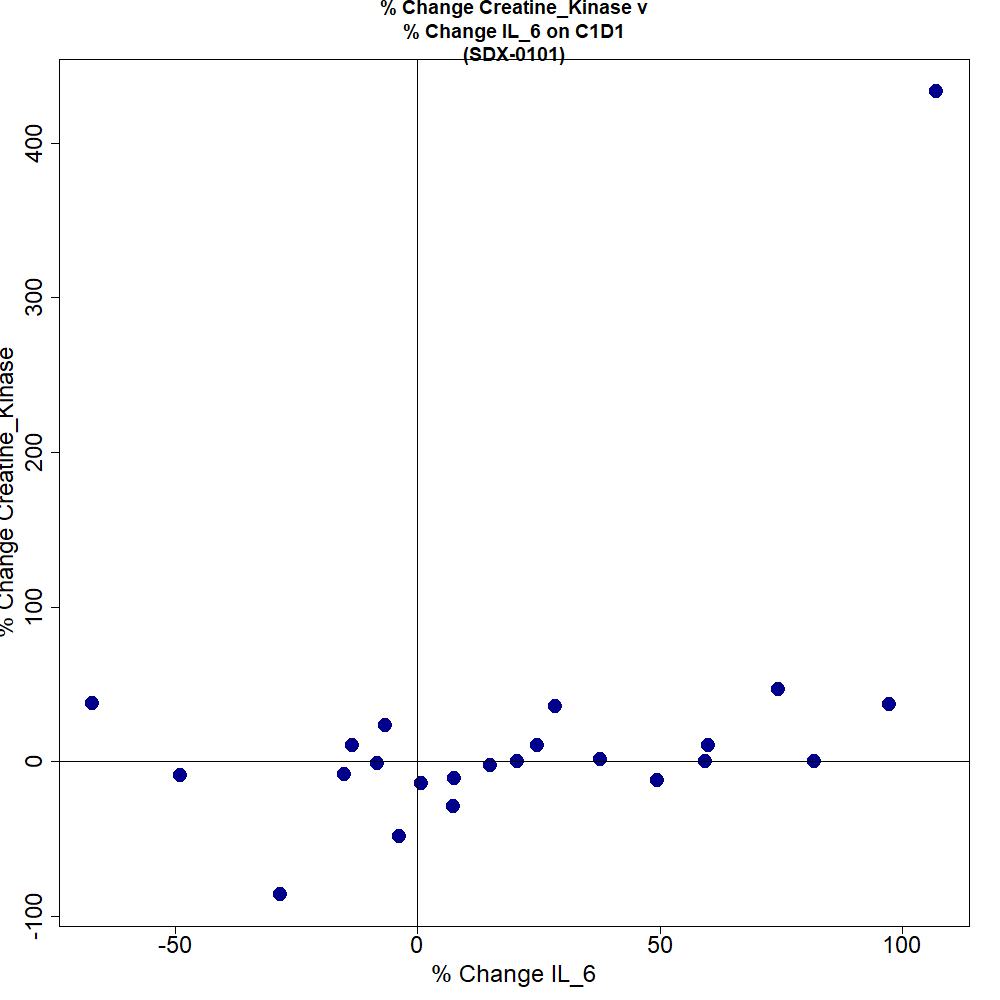 % Change Creatine_Kinase v
% Change IL_6 on C1D1
(SDX-0101)
% Change Creatine_Kinase
400
300
200
100
0
-100
-50
0
50
100
% Change IL_6